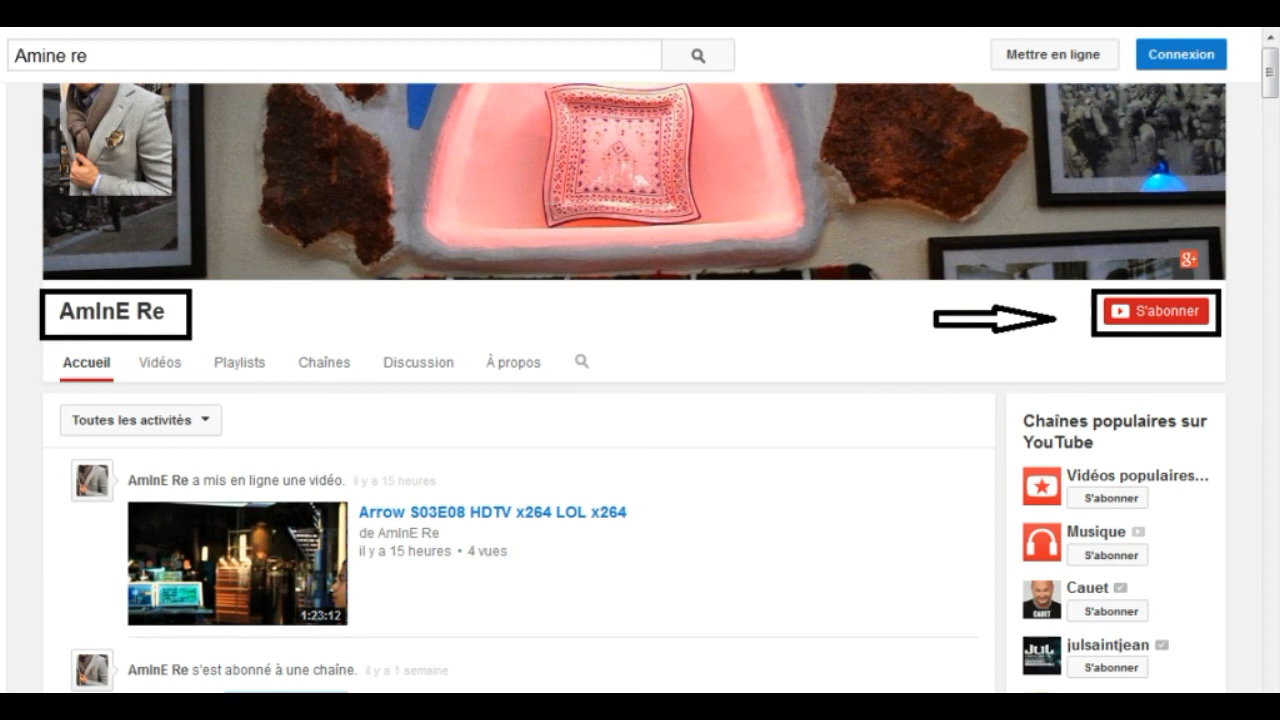 Amine re
Mettre en ligne
Connexion
g+
AmInE Re
S'abonner
Accueil
Vidéos
Playlists
Chaînes
Discussion
À propos
Toutes les activités
AmInE Re a mis en ligne une vidéo. il y a 15 heures
Arrow S03E08 HDTV x264 LOL x264
de AmInE Re
il y a 15 heures • 4 vues
1:23:12
AmInE Re s'est abonné à une chaîne. il y a 1 semaine
Chaînes populaires sur
YouTube
Vidéos populaires...
S'abonner
Musique
S'abonner
Cauet
CAUET
S'abonner
julsaintjean
JUL
S'abonner